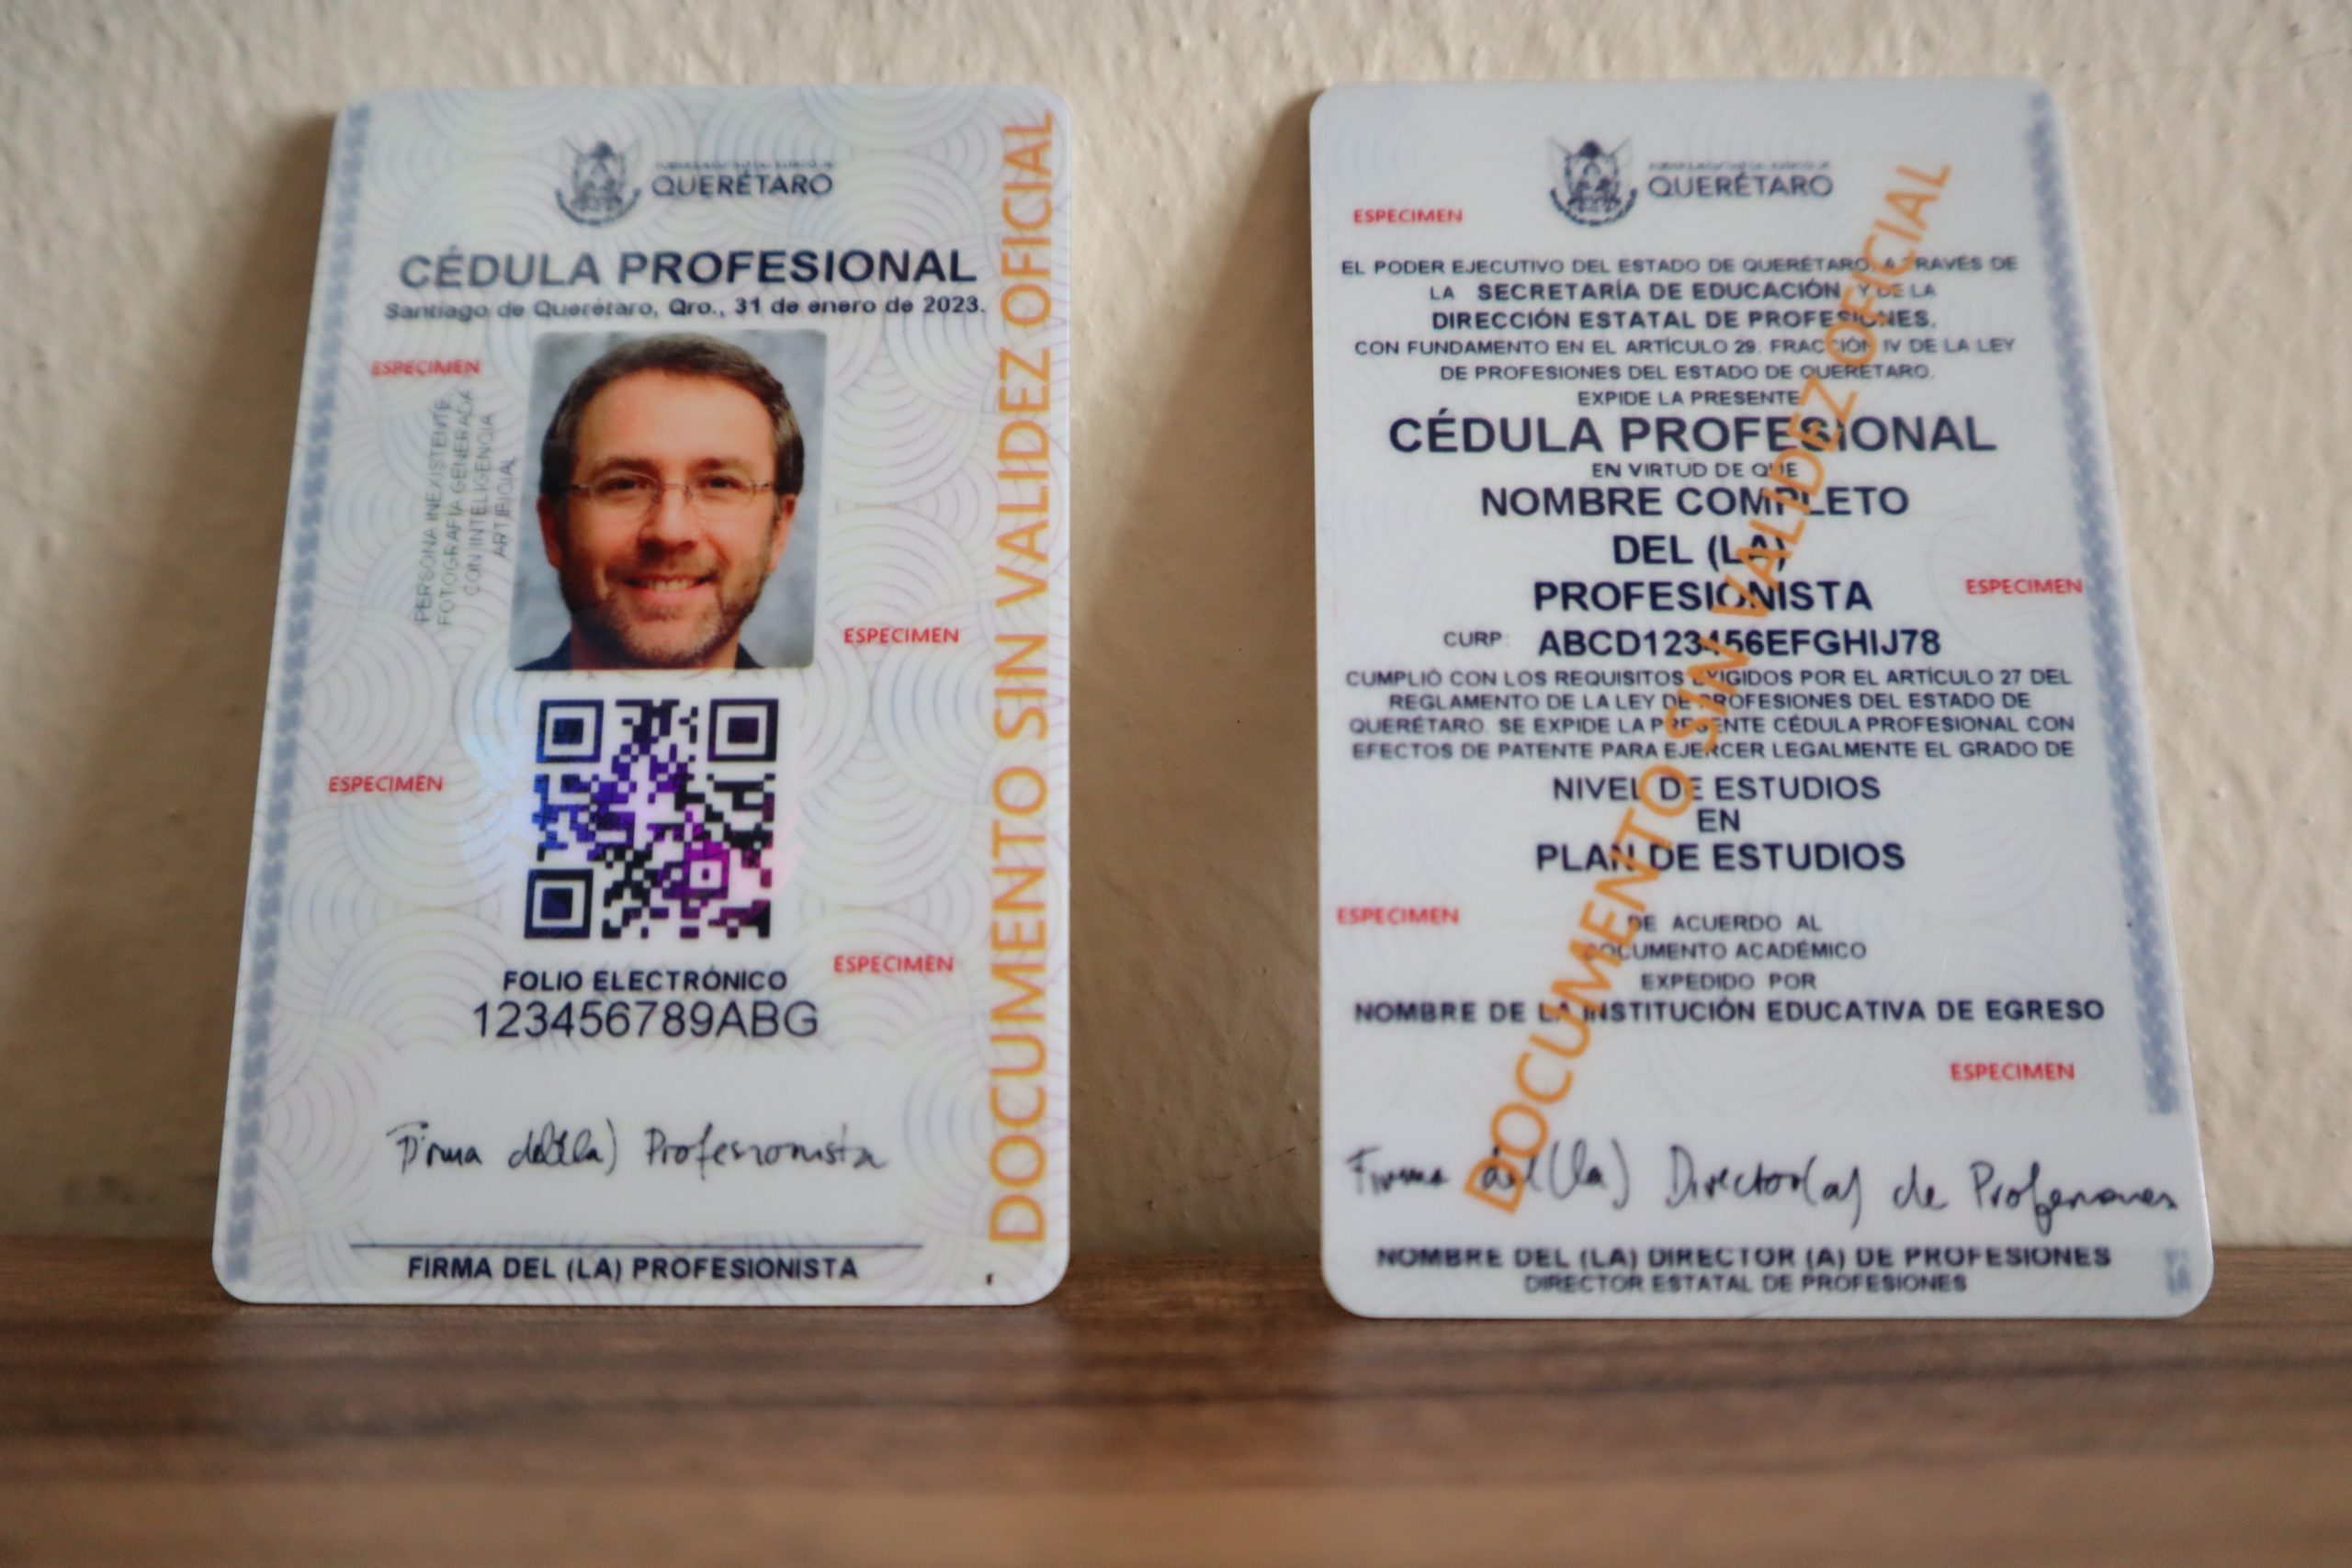 QUERÉTARO
CÉDULA PROFESIONAL
Santiago de Querétaro, Qro., 31 de enero de 2023.
ESPECIMEN
PERSONA INEXISTENTE.
FOTOGRAFÍA GENERADA
CON INTELIGENCIA
ARTIFICIAL
ESPECIMEN
ESPECIMEN
ESPECIMEN
FOLIO ELECTRÓNICO
123456789ABG
Firma del(la) Profesionista
FIRMA DEL (LA) PROFESIONISTA
DOCUMENTO SIN VALIDEZ OFICIAL
QUERÉTARO
ESPECIMEN
EL PODER EJECUTIVO DEL ESTADO DE QUERÉTARO, A TRAVÉS DE
LA SECRETARÍA DE EDUCACIÓN Y DE LA
DIRECCIÓN ESTATAL DE PROFESIONES.
CON FUNDAMENTO EN EL ARTÍCULO 29, FRACCIÓN IV DE LA LEY
DE PROFESIONES DEL ESTADO DE QUERÉTARO.
EXPIDE LA PRESENTE
CÉDULA PROFESIONAL
EN VIRTUD DE QUE
NOMBRE COMPLETO
DEL (LA)
PROFESIONISTA
ESPECIMEN
CURP: ABCD123456EFGHIJ78
CUMPLIÓ CON LOS REQUISITOS EXIGIDOS POR EL ARTÍCULO 27 DEL
REGLAMENTO DE LA LEY DE PROFESIONES DEL ESTADO DE
QUERÉTARO. SE EXPIDE LA PRESENTE CÉDULA PROFESIONAL CON
EFECTOS DE PATENTE PARA EJERCER LEGALMENTE EL GRADO DE
NIVEL DE ESTUDIOS
EN
PLAN DE ESTUDIOS
ESPECIMEN
DE ACUERDO AL
DOCUMENTO ACADÉMICO
EXPEDIDO POR
NOMBRE DE LA INSTITUCIÓN EDUCATIVA DE EGRESO
ESPECIMEN
Firma del(la) Director(a) de Profesiones
NOMBRE DEL (LA) DIRECTOR (A) DE PROFESIONES
DIRECTOR ESTATAL DE PROFESIONES
DOCUMENTO SIN VALIDEZ OFICIAL